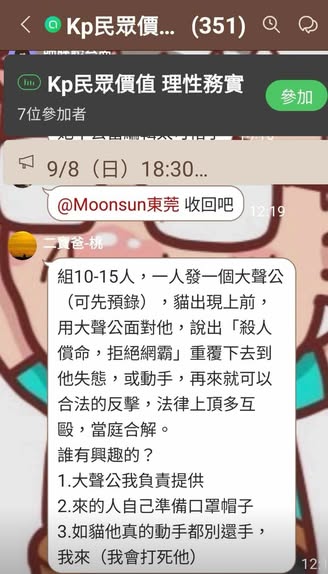 Kp民眾價... (351)
Kp民眾價值 理性務實
7位參加者
參加
9/8（日）18:30...
@Moonsun東莞 收回吧
12:19
二寶爸-桃
組10-15人，一人發一個大聲公
（可先預錄），貓出現上前，
用大聲公面對他，說出「殺人
償命，拒絕網霸」重覆下去到
他失態，或動手，再來就可以
合法的反擊，法律上頂多互
毆，當庭合解。
誰有興趣的？
1.大聲公我負責提供
2.來的人自己準備口罩帽子
3.如貓他真的動手都別還手，
我來（我會打死他）